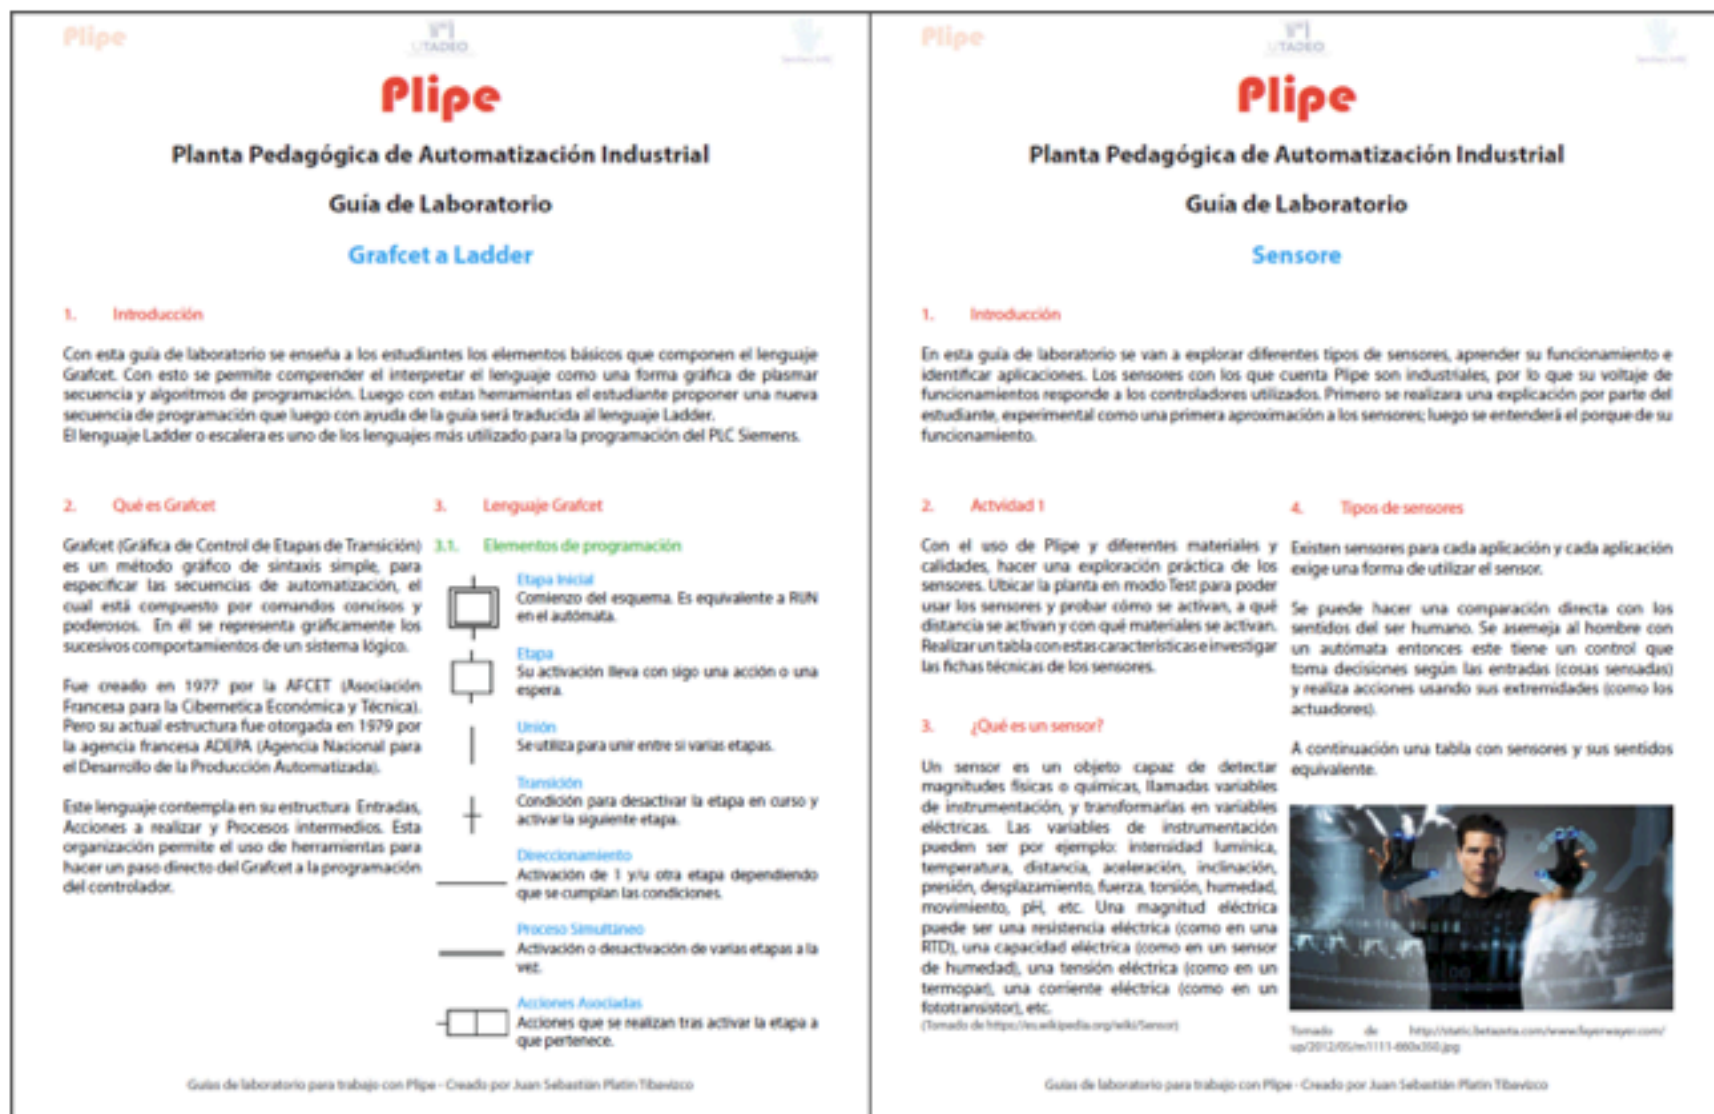 Plipe
UTADEO
Plipe
Planta Pedagógica de Automatización Industrial
Guía de Laboratorio
Grafcet a Ladder
1. Introducción
Con esta guía de laboratorio se enseña a los estudiantes los elementos básicos que componen el lenguaje
Grafcet. Con esto se permite comprender el interpretar el lenguaje como una forma gráfica de plasmar
secuencia y algoritmos de programación. Luego con estas herramientas el estudiante proponer una nueva
secuencia de programación que luego con ayuda de la guía será traducida al lenguaje Ladder.
El lenguaje Ladder o escalera es uno de los lenguajes más utilizado para la programación del PLC Siemens.
2. Qué es Grafcet
Grafcet (Gráfica de Control de Etapas de Transición)
es un método gráfico de sintaxis simple, para
especificar las secuencias de automatización, el
cual está compuesto por comandos concisos y
poderosos. En él se representa gráficamente los
sucesivos comportamientos de un sistema lógico.
Fue creado en 1977 por la AFCET (Asociación
Francesa para la Cibernetica Económica y Técnica).
Pero su actual estructura fue otorgada en 1979 por
la agencia francesa ADEPA (Agencia Nacional para
el Desarrollo de la Producción Automatizada).
Este lenguaje contempla en su estructura Entradas,
Acciones a realizar y Procesos intermedios. Esta
organización permite el uso de herramientas para
hacer un paso directo del Grafcet a la programación
del controlador.
3. Lenguaje Grafcet
3.1. Elementos de programación
Etapa Inicial
Comienzo del esquema. Es equivalente a RUN
en el autómata.
Etapa
Su activación lleva con sigo una acción o una
espera.
Unión
Se utiliza para unir entre si varias etapas.
Transición
Condición para desactivar la etapa en curso y
activar la siguiente etapa.
Direccionamiento
Activación de 1 y/u otra etapa dependiendo
que se cumplan las condiciones.
Proceso Simultáneo
Activación o desactivación de varias etapas a la
vez.
Acciones Asociadas
Acciones que se realizan tras activar la etapa a
que pertenece.
Guías de laboratorio para trabajo con Plipe - Creado por Juan Sebastián Platin Tibavizco
Plipe
UTADEO
Plipe
Planta Pedagógica de Automatización Industrial
Guía de Laboratorio
Sensore
1. Introducción
En esta guía de laboratorio se van a explorar diferentes tipos de sensores, aprender su funcionamiento e
identificar aplicaciones. Los sensores con los que cuenta Plipe son industriales, por lo que su voltaje de
funcionamientos responde a los controladores utilizados. Primero se realizara una explicación por parte del
estudiante, experimental como una primera aproximación a los sensores; luego se entenderá el porque de su
funcionamiento.
2. Actvidad 1
Con el uso de Plipe y diferentes materiales y
calidades, hacer una exploración práctica de los
sensores. Ubicar la planta en modo Test para poder
usar los sensores y probar cómo se activan, a qué
distancia se activan y con qué materiales se activan.
Realizar un tabla con estas características e investigar
las fichas técnicas de los sensores.
3. ¿Qué es un sensor?
Un sensor es un objeto capaz de detectar
magnitudes físicas o químicas, llamadas variables
de instrumentación, y transformarlas en variables
eléctricas. Las variables de instrumentación
pueden ser por ejemplo: intensidad lumínica,
temperatura, distancia, aceleración, inclinación,
presión, desplazamiento, fuerza, torsión, humedad,
movimiento, pH, etc. Una magnitud eléctrica
puede ser una resistencia eléctrica (como en una
RTD), una capacidad eléctrica (como en un sensor
de humedad), una tensión eléctrica (como en un
termopar), una corriente eléctrica (como en un
fototransistor), etc.
(Tomado de https://es.wikipedia.org/wiki/Sensor)
4. Tipos de sensores
Existen sensores para cada aplicación y cada aplicación
exige una forma de utilizar el sensor.
Se puede hacer una comparación directa con los
sentidos del ser humano. Se asemeja al hombre con
un autómata entonces este tiene un control que
toma decisiones según las entradas (cosas sensadas)
y realiza acciones usando sus extremidades (como los
actuadores).
A continuación una tabla con sensores y sus sentidos
equivalente.
Tomado de
up/2012/05/m1111-660x350.jpg
Guías de laboratorio para trabajo con Plipe - Creado por Juan Sebastián Platin Tibavizco